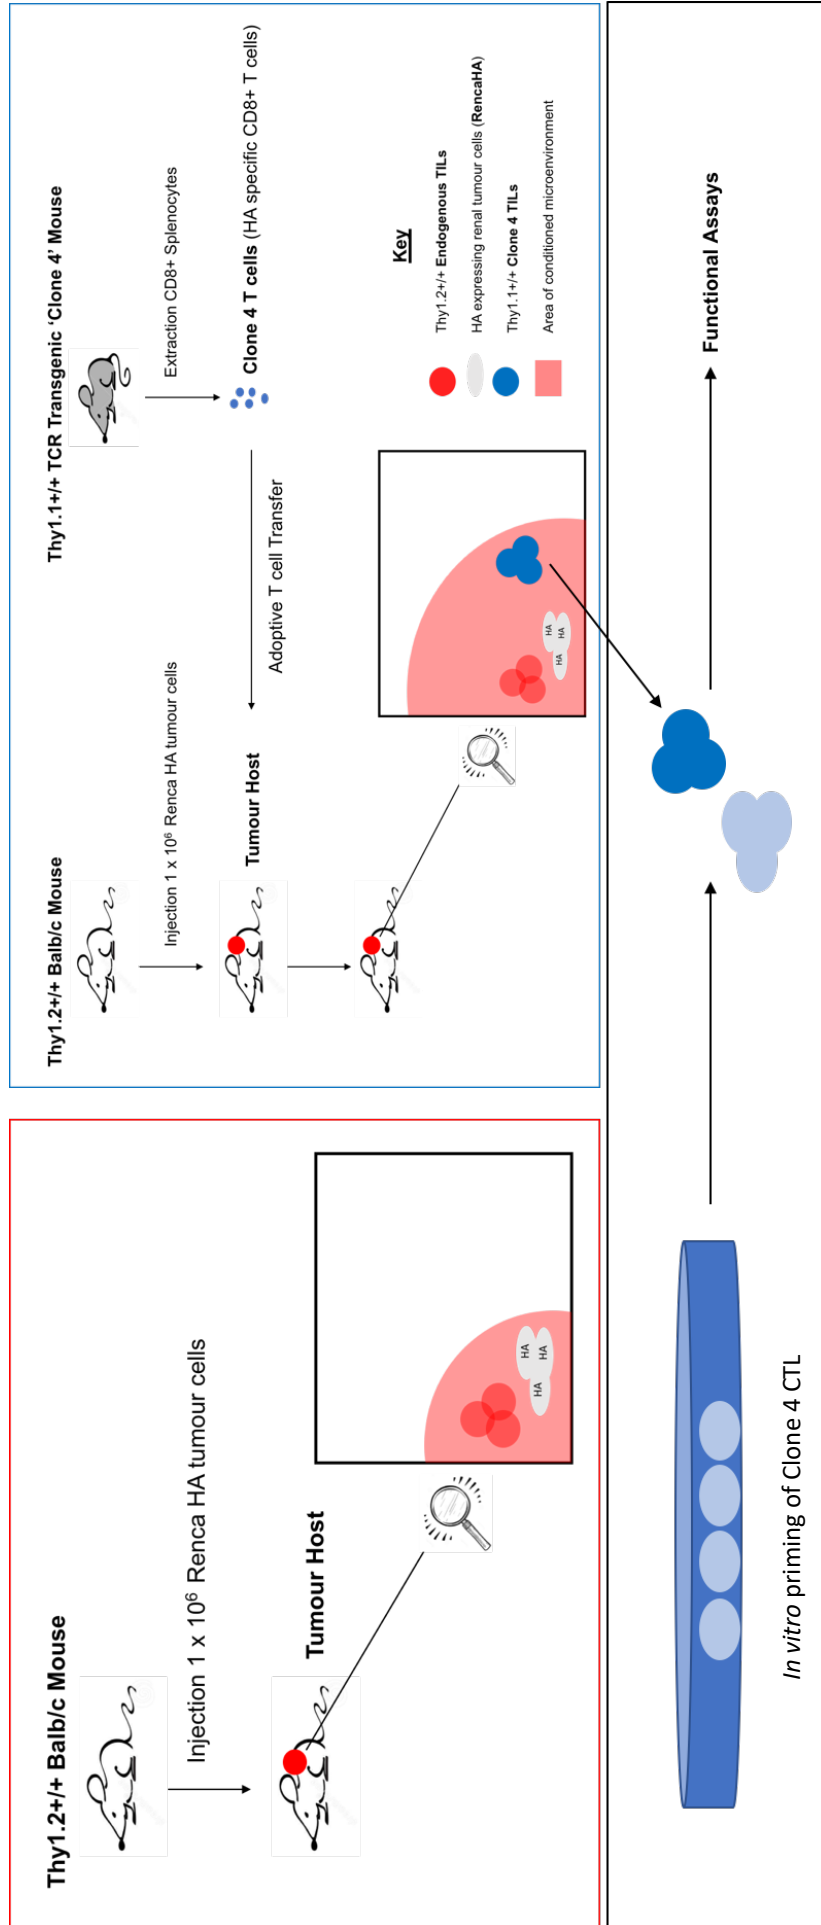 Thy1.2+/+ Balb/c Mouse
Injection 1 x 10⁶ Renca HA tumour cells
Tumour Host
HA
HA
HA
Thy1.2+/+ Balb/c Mouse
Injection 1 x 10⁶ Renca HA tumour cells
Tumour Host
Thy1.1+/+ TCR Transgenic ‘Clone 4’ Mouse
Extraction CD8+ Splenocytes
Clone 4 T cells (HA specific CD8+ T cells)
Adoptive T cell Transfer
HA
HA
HA
Key
Thy1.2+/+ Endogenous TILs
HA expressing renal tumour cells (RencaHA)
Thy1.1+/+ Clone 4 TILs
Area of conditioned microenvironment
In vitro priming of Clone 4 CTL
Functional Assays